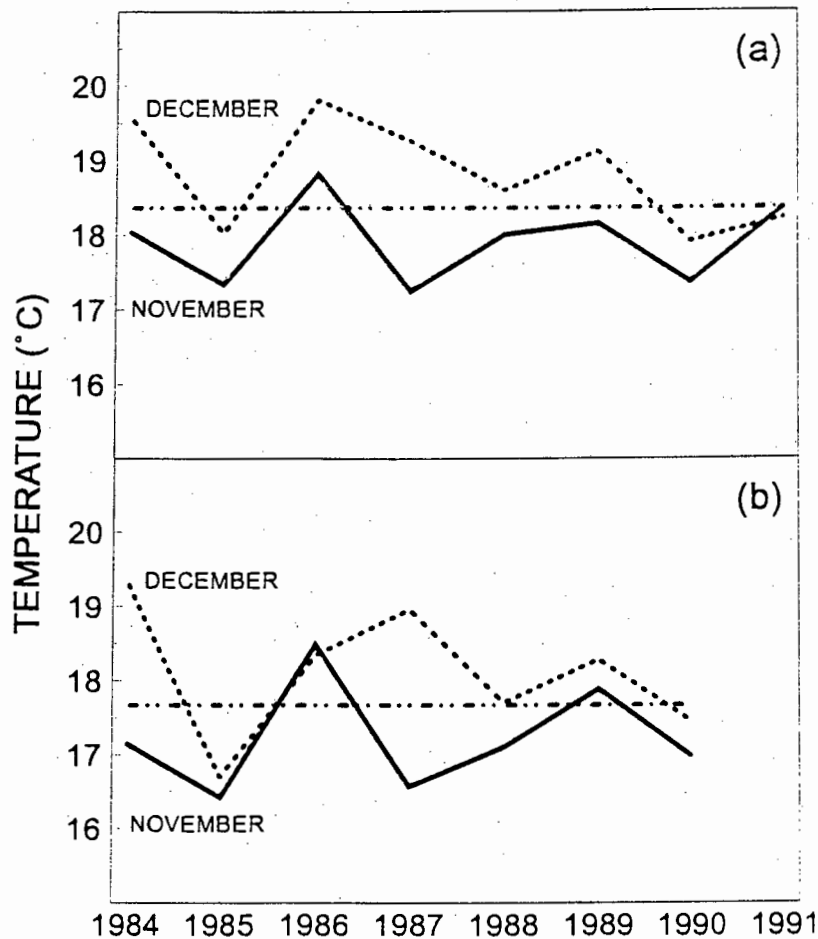 (a)
20
DECEMBER
19
18
17
NOVEMBER
16
TEMPERATURE (°C)
(b)
20
DECEMBER
19
18
17
NOVEMBER
16
1984 1985 1986 1987 1988 1989 1990 1991